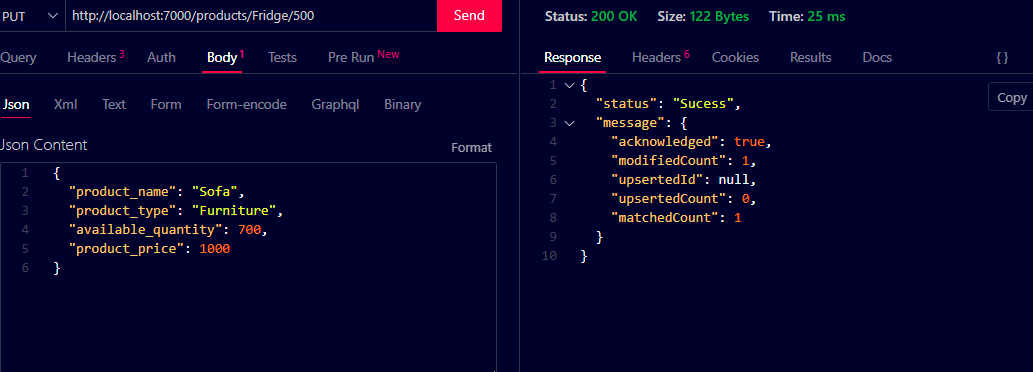 PUT http://localhost:7000/products/Fridge/500 Send
Query Headers 3 Auth Body 1 Tests Pre Run New
Json Xml Text Form Form-encode Graphql Binary
Json Content Format
1 {
2 "product_name": "Sofa",
3 "product_type": "Furniture",
4 "available_quantity": 700,
5 "product_price": 1000
6 }
Status: 200 OK Size: 122 Bytes Time: 25 ms
Response Headers 6 Cookies Results Docs {}
Copy
1 {
2 "status": "Sucess",
3 "message": {
4 "acknowledged": true,
5 "modifiedCount": 1,
6 "upsertedId": null,
7 "upsertedCount": 0,
8 "matchedCount": 1
9 }
10 }